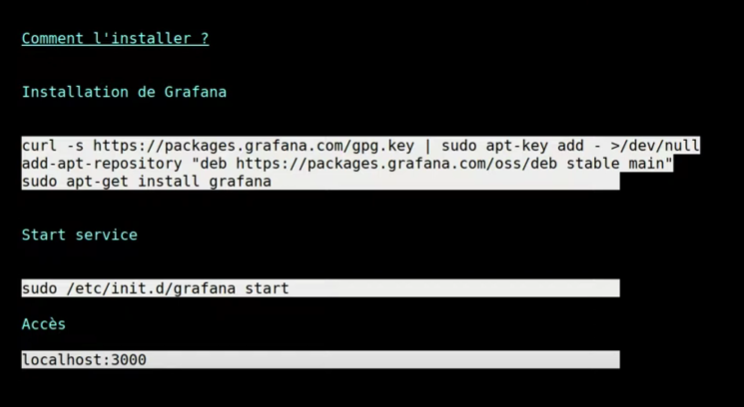 Comment l'installer ?
Installation de Grafana
curl -s https://packages.grafana.com/gpg.key | sudo apt-key add - >/dev/null
add-apt-repository "deb https://packages.grafana.com/oss/deb stable main"
sudo apt-get install grafana
Start service
sudo /etc/init.d/grafana start
Accès
localhost:3000